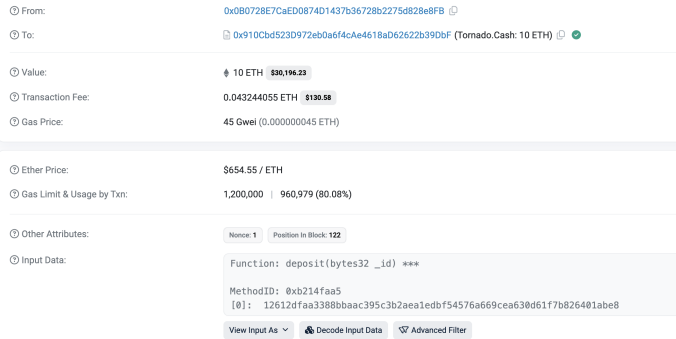 From: 0x0B0728E7CaED0874D1437b36728b2275d828e8FB
To: 0x910Cbd523D972eb0a6f4cAe4618aD62622b39DbF (Tornado.Cash: 10 ETH)
Value: 10 ETH $30,196.23
Transaction Fee: 0.043244055 ETH $130.58
Gas Price: 45 Gwei (0.000000045 ETH)
Ether Price: $654.55 / ETH
Gas Limit & Usage by Txn: 1,200,000 | 960,979 (80.08%)
Other Attributes: Nonce: 1 Position In Block: 122
Input Data: Function: deposit(bytes32 _id) ***
MethodID: 0xb214faa5
[0]: 12612dfaa3388bbaac395c3b2aea1edbf54576a669cea630d61f7b826401abe8
View Input As Decode Input Data Advanced Filter